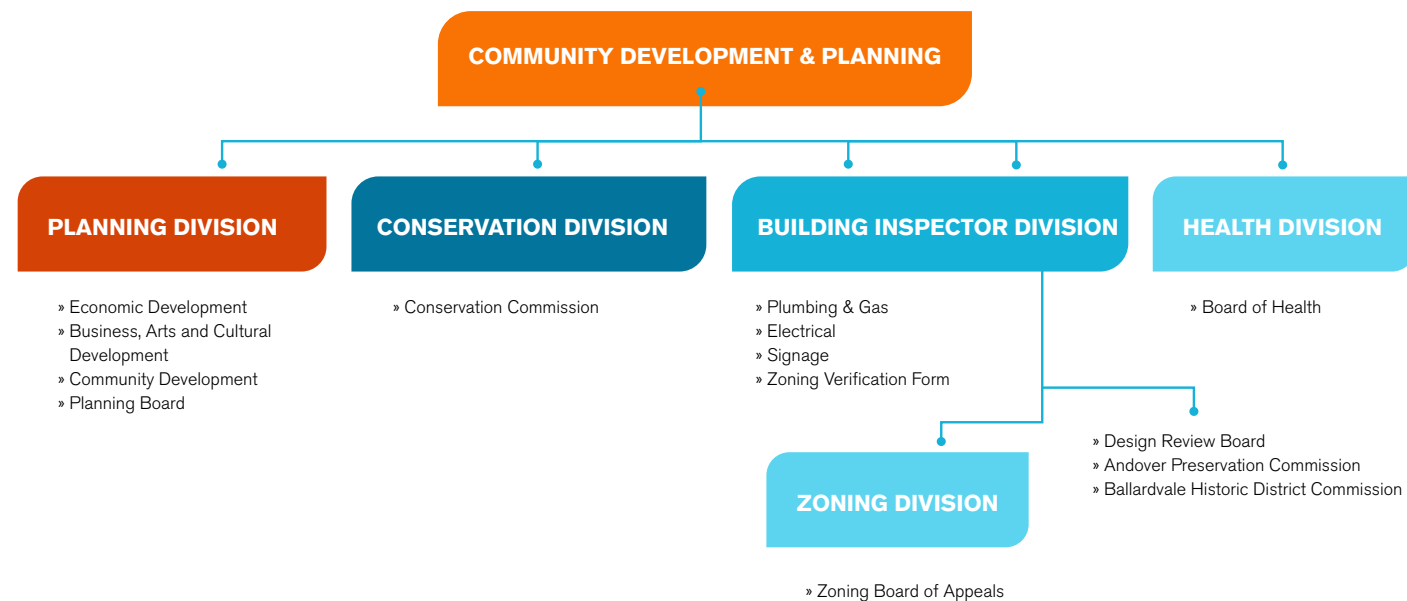 COMMUNITY DEVELOPMENT & PLANNING
PLANNING DIVISION
» Economic Development
» Business, Arts and Cultural
Development
» Community Development
» Planning Board
CONSERVATION DIVISION
» Conservation Commission
BUILDING INSPECTOR DIVISION
» Plumbing & Gas
» Electrical
» Signage
» Zoning Verification Form
HEALTH DIVISION
» Board of Health
ZONING DIVISION
» Zoning Board of Appeals
» Design Review Board
» Andover Preservation Commission
» Ballardvale Historic District Commission